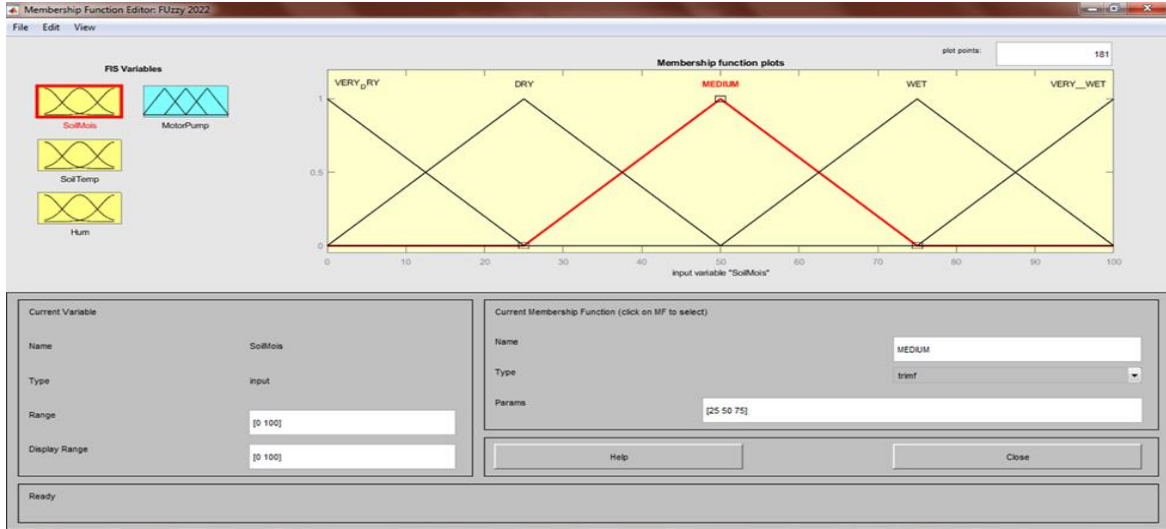 Membership Function Editor: FUzzy 2022
File Edit View
FIS Variables
SoilMois
MotorPump
SoilTemp
Hum
plot points:
181
Membership function plots
VERY_DRY
DRY
MEDIUM
WET
VERY__WET
1
0.5
0
0 10 20 30 40 50 60 70 80 90 100
input variable "SoilMois"
Current Variable
Name SoilMois
Type input
Range [0 100]
Display Range [0 100]
Current Membership Function (click on MF to select)
Name MEDIUM
Type trimf
Params [25 50 75]
Help Close
Ready